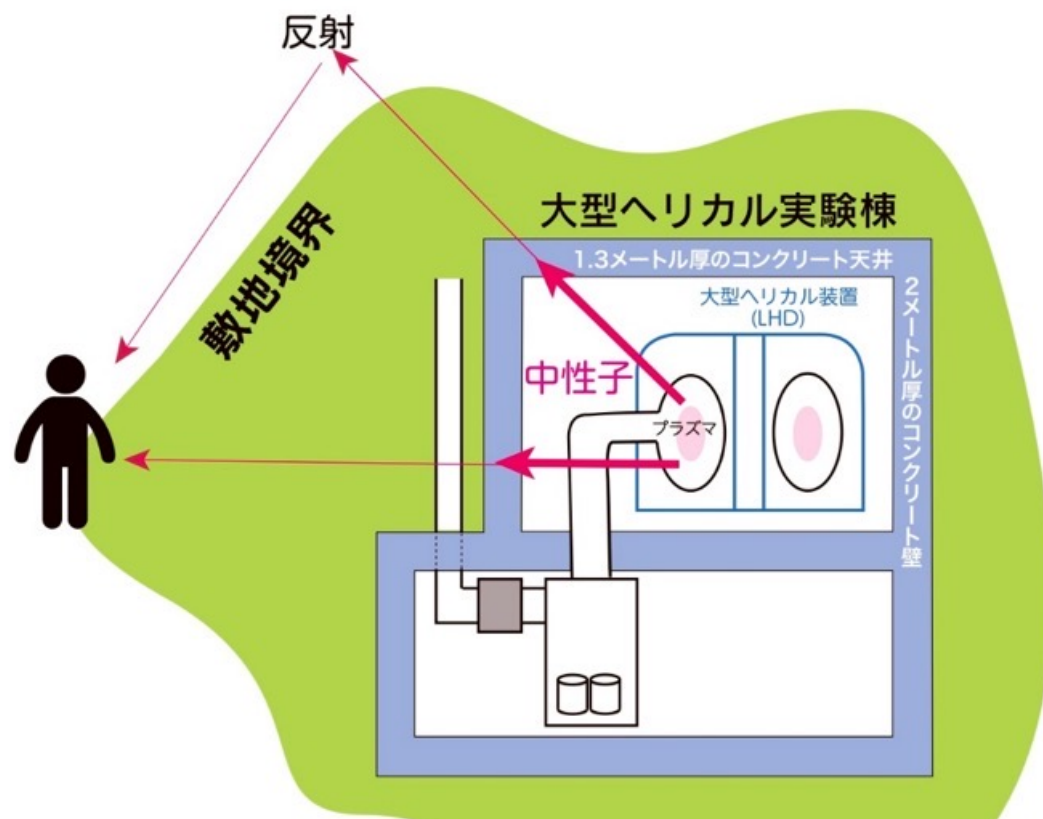 反射
敷地境界
大型ヘリカル実験棟
1.3メートル厚のコンクリート天井
2メートル厚のコンクリート壁
大型ヘリカル装置
(LHD)
中性子
プラズマ